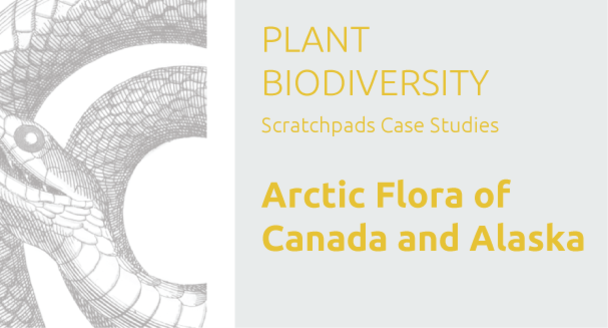 PLANT
BIODIVERSITY
Scratchpads Case Studies
Arctic Flora of
Canada and Alaska